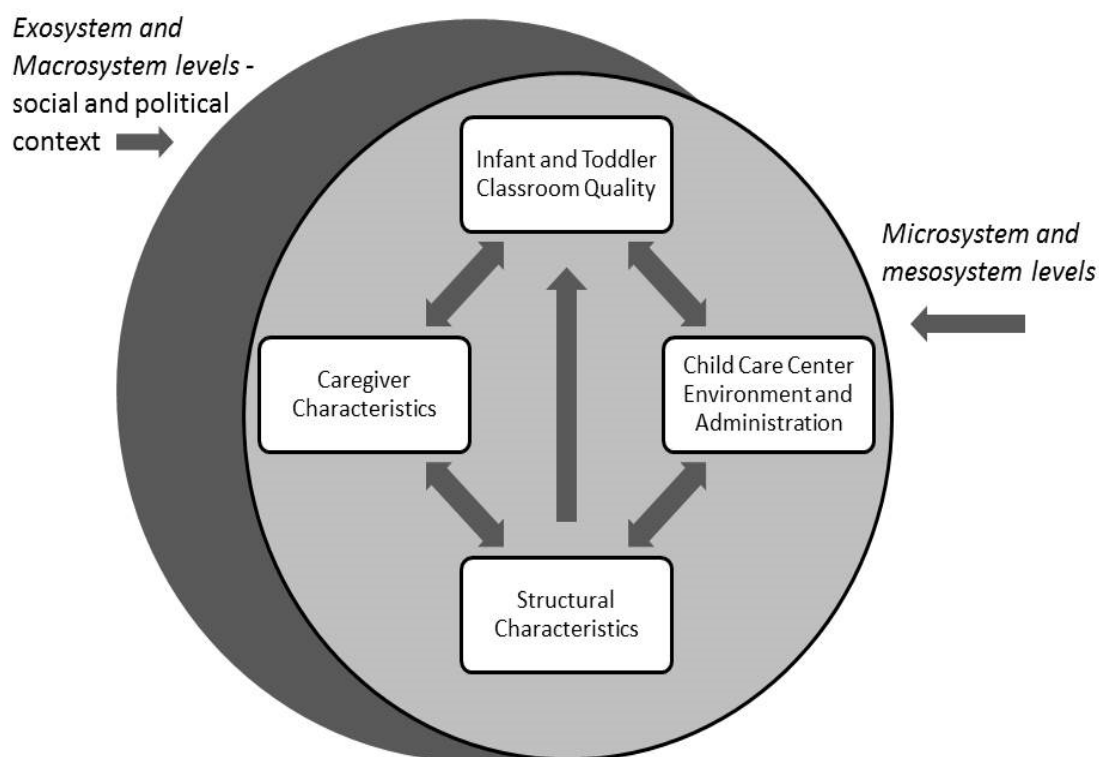 Exosystem and
Macrosystem levels -
social and political
context
Infant and Toddler
Classroom Quality
Microsystem and
mesosystem levels
Caregiver
Characteristics
Child Care Center
Environment and
Administration
Structural
Characteristics